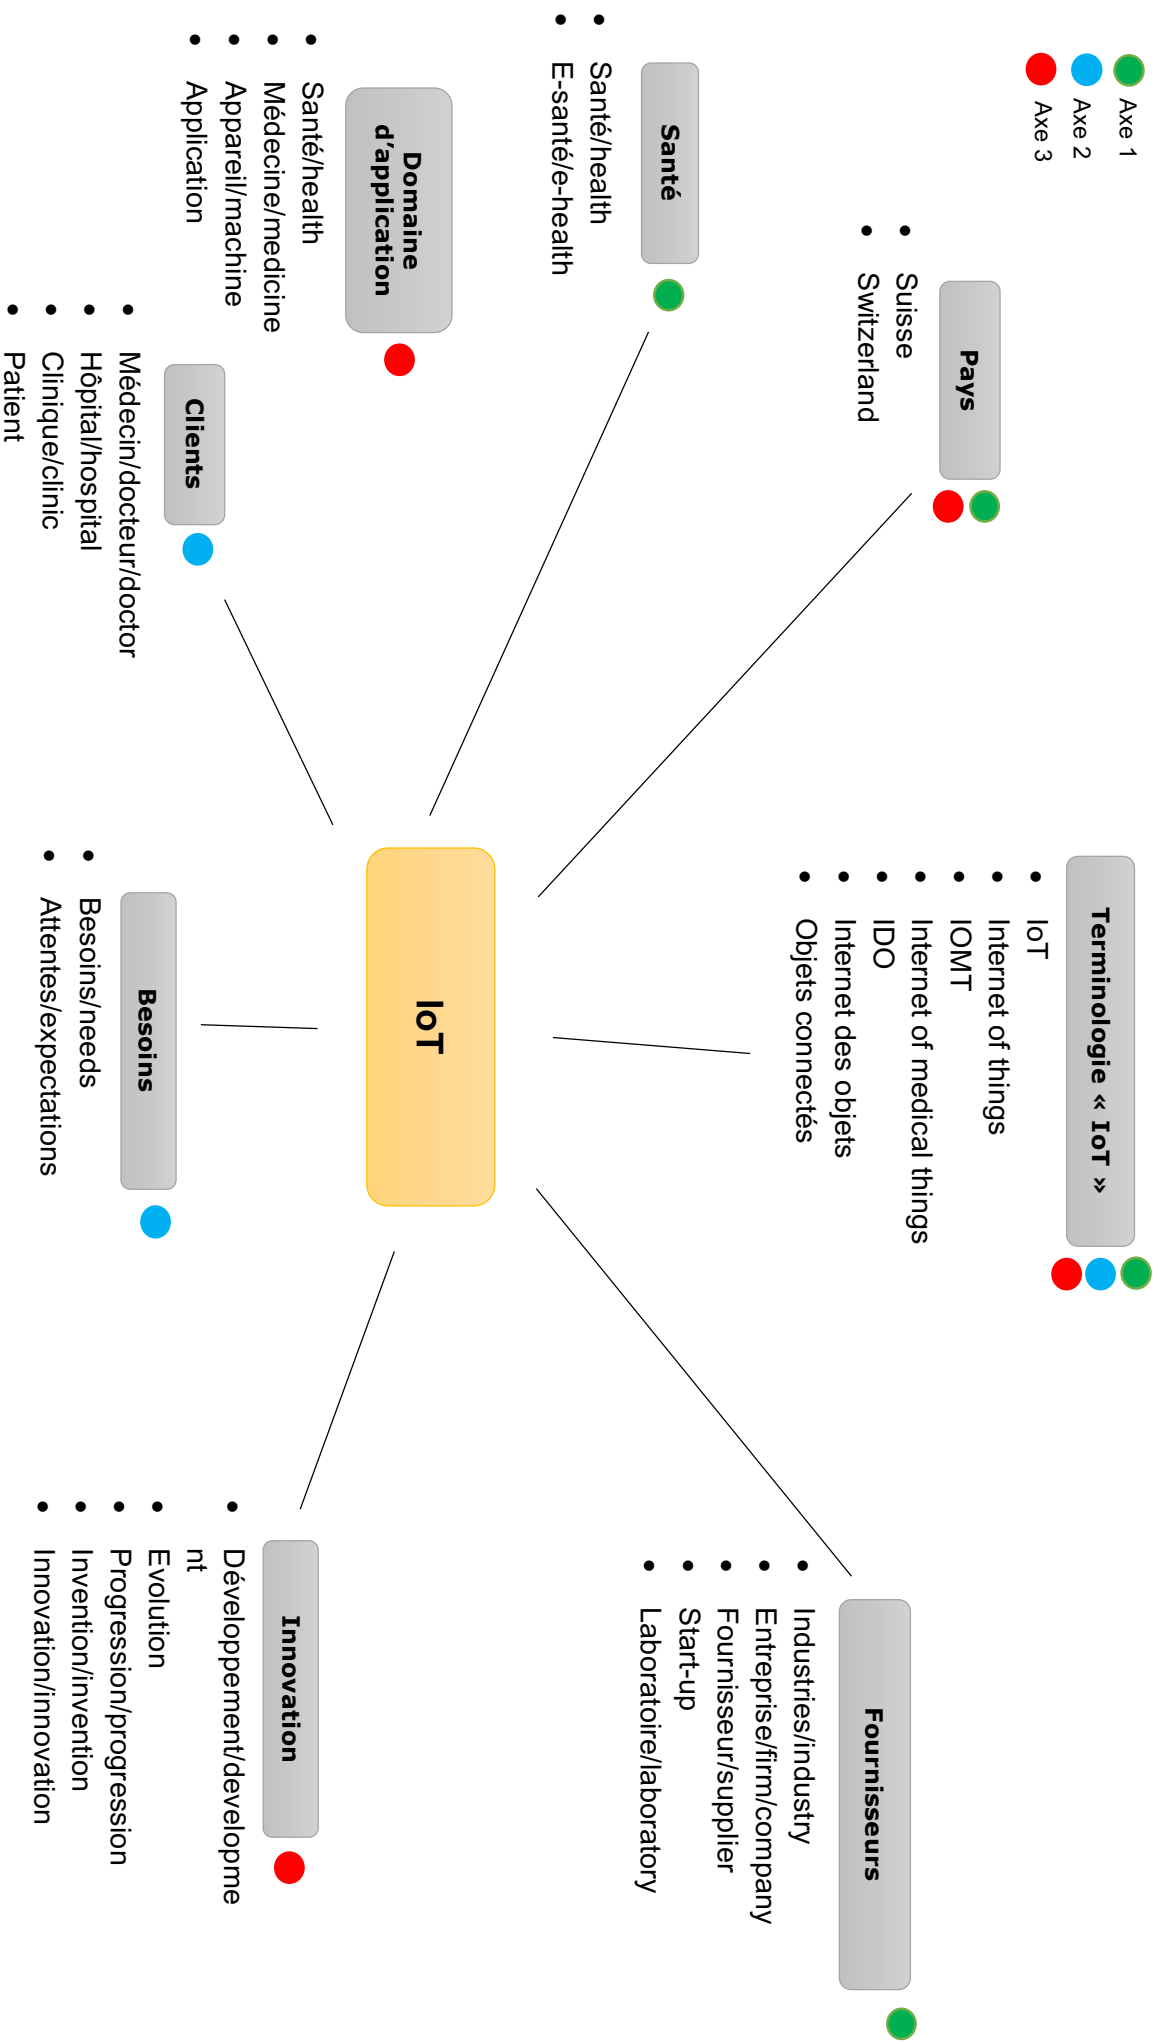 Axe 1
Axe 2
Axe 3
Terminologie « IoT »
IoT
Internet of things
IOMT
Internet of medical things
IDO
Internet des objets
Objets connectés
Pays
Suisse
Switzerland
Fournisseurs
Industries/industry
Entreprise/firm/company
Fournisseur/supplier
Start-up
Laboratoire/laboratory
Santé
Santé/health
E-santé/e-health
IoT
Domaine
d’application
Santé/health
Médecine/medicine
Appareil/machine
Application
Innovation
Développement/developme
nt
Evolution
Progression/progression
Invention/invention
Innovation/innovation
Clients
Médecin/docteur/doctor
Hôpital/hospital
Clinique/clinic
Patient
Besoins
Besoins/needs
Attentes/expectations